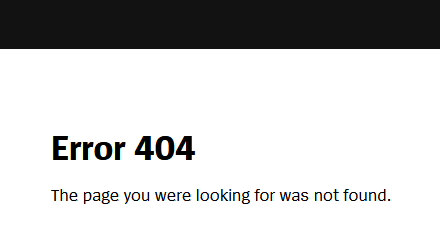 Error 404
The page you were looking for was not found.